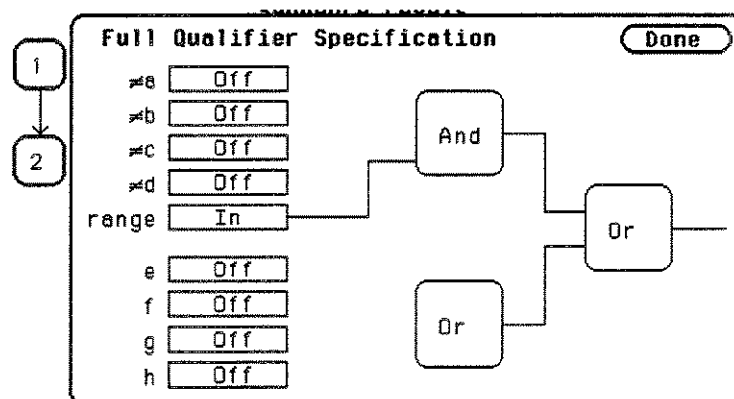 Full Qualifier Specification
Done
1
2
≠a Off
≠b Off
≠c Off
≠d Off
range In
e Off
f Off
g Off
h Off
And
Or
Or